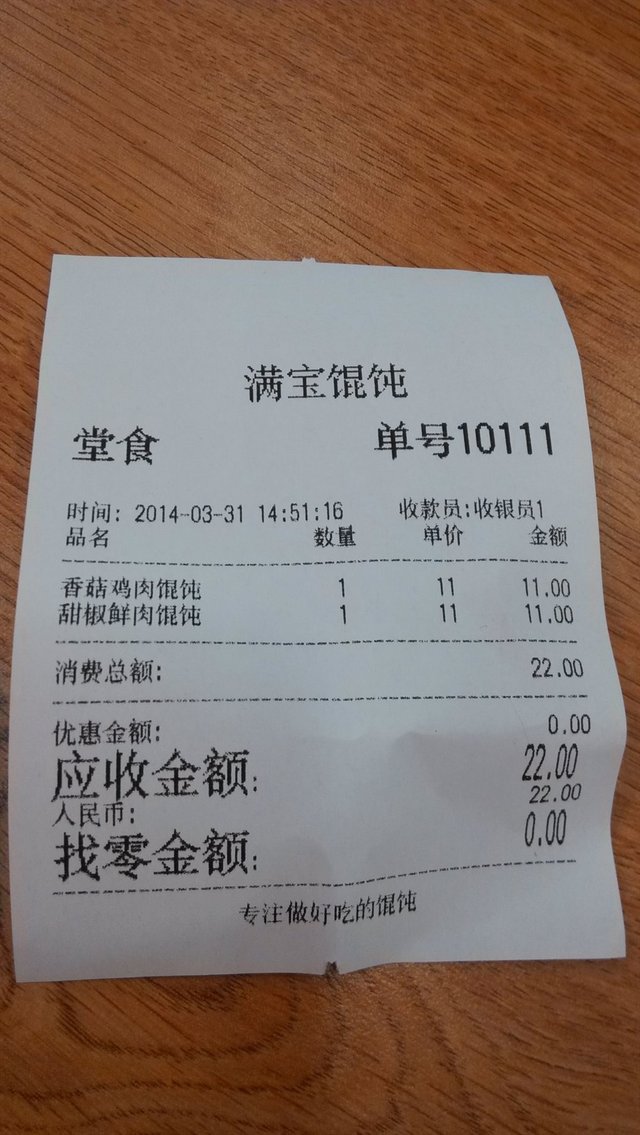 满宝馄饨
堂食 单号10111
时间: 2014-03-31 14:51:16 收款员:收银员1
品名 数量 单价 金额
香菇鸡肉馄饨 1 11 11.00
甜椒鲜肉馄饨 1 11 11.00
消费总额: 22.00
优惠金额: 0.00
应收金额: 22.00
人民币: 22.00
找零金额: 0.00
专注做好吃的馄饨